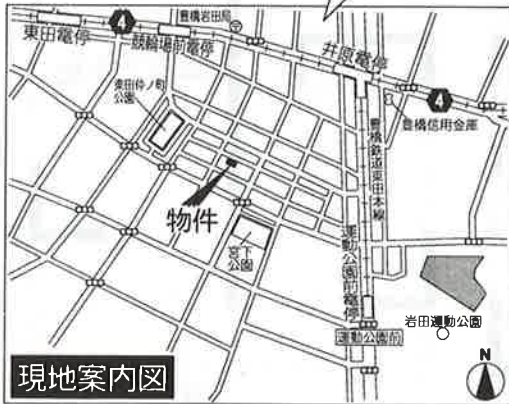 東田電停
4
競輪場前電停
豊橋岩田局
井原電停
4
豊橋信用金庫
東田仲ノ町
公園
豊橋鉄道東田本線
物件
宮下
公園
運動公園前電停
運動公園前
岩田運動公園
現地案内図
N